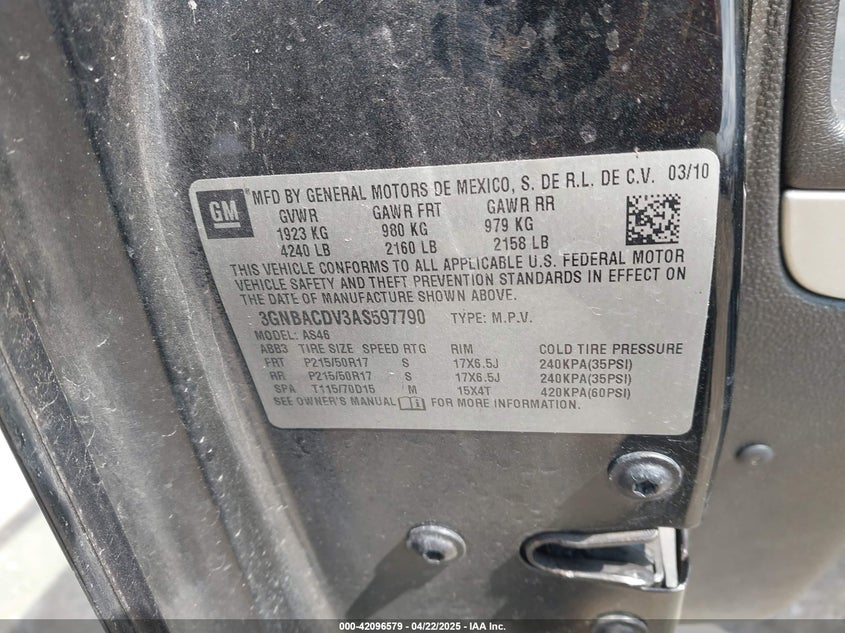 GM
® MFD BY GENERAL MOTORS DE MEXICO, S. DE R.L. DE C.V. 03/10
GVWR GAWR FRT GAWR RR
1923 KG 980 KG 979 KG
4240 LB 2160 LB 2158 LB
THIS VEHICLE CONFORMS TO ALL APPLICABLE U.S. FEDERAL MOTOR
VEHICLE SAFETY AND THEFT PREVENTION STANDARDS IN EFFECT ON
THE DATE OF MANUFACTURE SHOWN ABOVE.
3GNBACDV3AS597790 TYPE: M.P.V.
MODEL: AS46
ABB3 TIRE SIZE SPEED RTG RIM COLD TIRE PRESSURE
FRT P215/50R17 S 17X6.5J 240KPA(35PSI)
RR P215/50R17 S 17X6.5J 240KPA(35PSI)
SPA T115/70D15 M 15X4T 420KPA(60PSI)
SEE OWNER'S MANUAL FOR MORE INFORMATION.
000-42096579 - 04/22/2025 - IAA Inc.